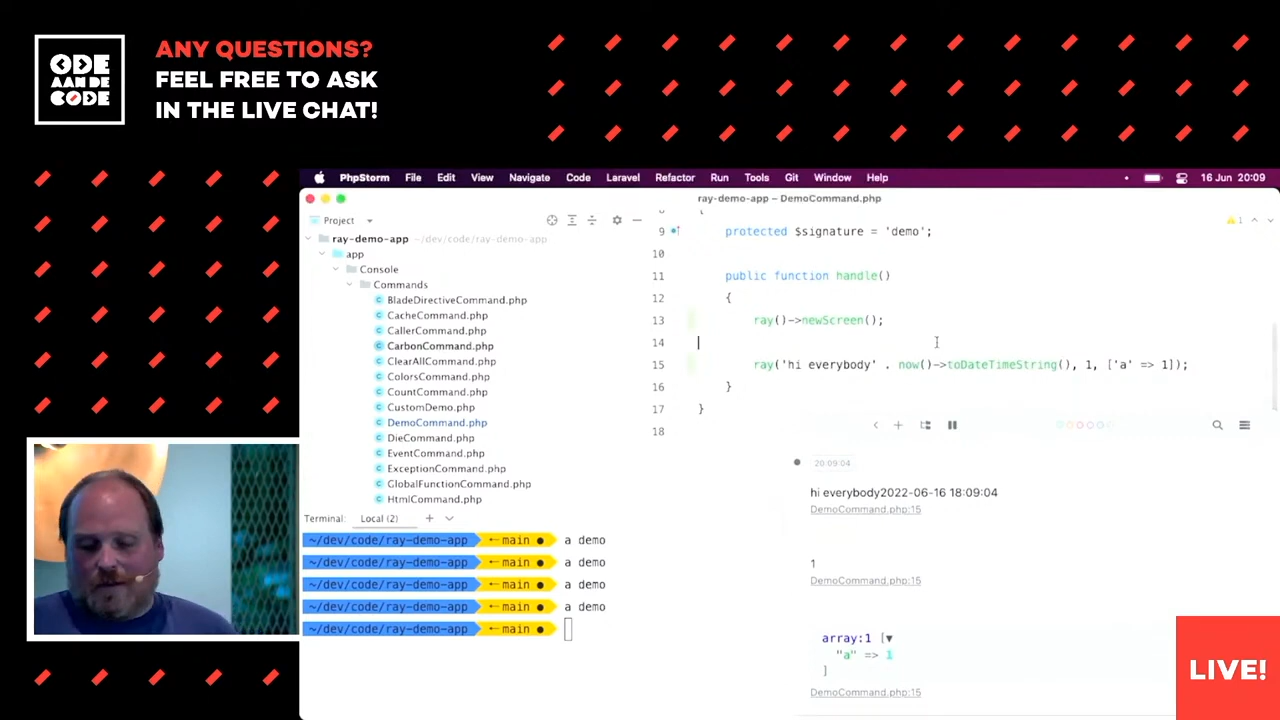 ODE
AAN DE
CODE
ANY QUESTIONS?
FEEL FREE TO ASK
IN THE LIVE CHAT!
PhpStorm File Edit View Navigate Code Laravel Refactor Run Tools Git Window Help 16 Jun 20:09
ray-demo-app – DemoCommand.php
Project
ray-demo-app ~/dev/code/ray-demo-app
app
Console
Commands
BladeDirectiveCommand.php
CacheCommand.php
CallerCommand.php
CarbonCommand.php
ClearAllCommand.php
ColorsCommand.php
CountCommand.php
CustomDemo.php
DemoCommand.php
DieCommand.php
EventCommand.php
ExceptionCommand.php
GlobalFunctionCommand.php
HtmlCommand.php
1
8 {
9 protected $signature = 'demo';
10
11 public function handle()
12 {
13 ray()->newScreen();
14
15 ray('hi everybody' . now()->toDateTimeString(), 1, ['a' => 1]);
16 }
17 }
18
20:09:04
hi everybody2022-06-16 18:09:04
DemoCommand.php:15
1
DemoCommand.php:15
array:1 [▼
"a" => 1
]
DemoCommand.php:15
Terminal: Local (2) +
~/dev/code/ray-demo-app main ● a demo
~/dev/code/ray-demo-app main ● a demo
~/dev/code/ray-demo-app main ● a demo
~/dev/code/ray-demo-app main ● a demo
~/dev/code/ray-demo-app main ●
LIVE!